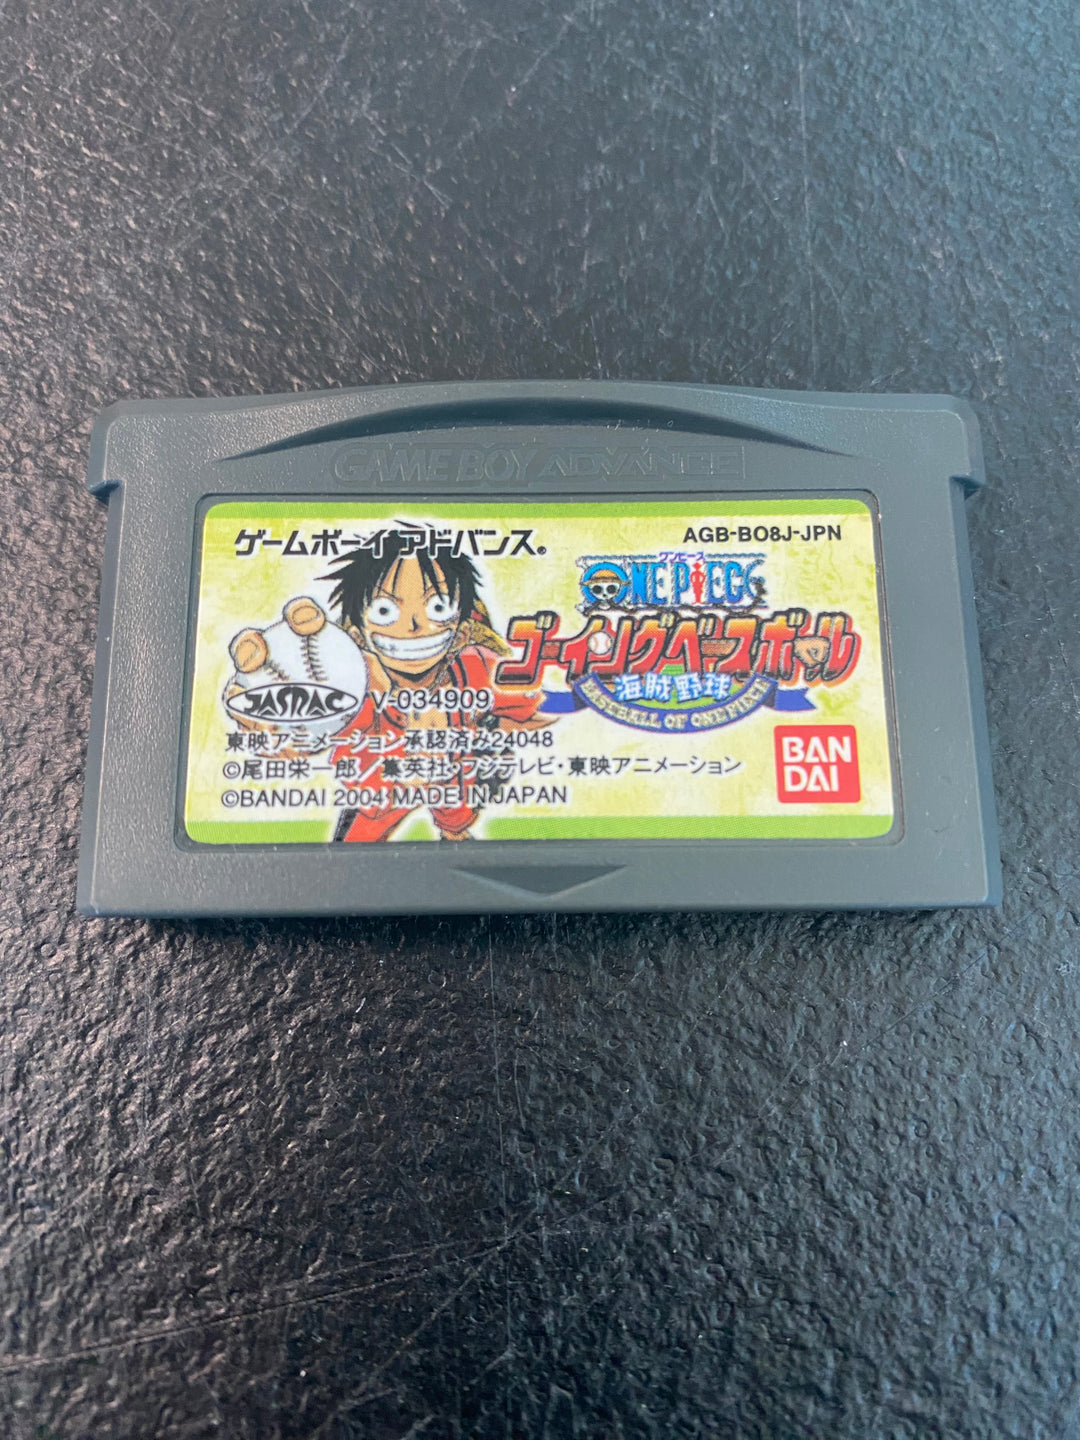 GAME BOY ADVANCE
ゲームボーイ アドバンス®
AGB-BO8J-JPN
ワンピース
ONE PIECE
ゴーイングベースボール
海賊野球
BASEBALL OF ONE PIECE
JASRAC
V-034909
東映アニメーション承認済み24048
©尾田栄一郎／集英社・フジテレビ・東映アニメーション
©BANDAI 2004 MADE IN JAPAN
BAN
DAI